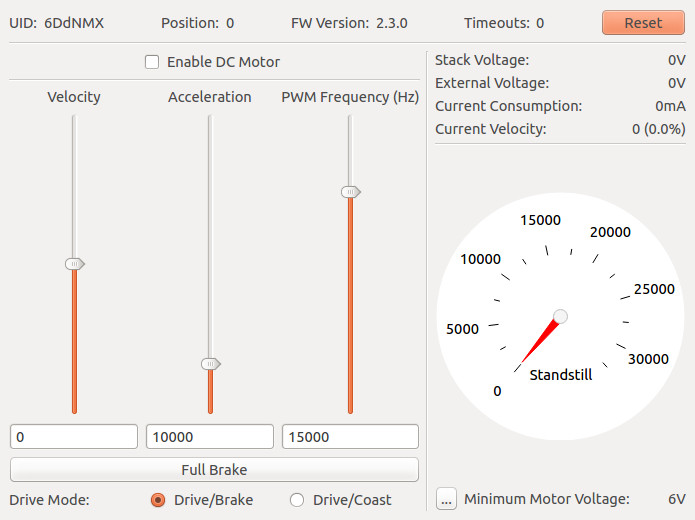 UID: 6DdNMX Position: 0 FW Version: 2.3.0 Timeouts: 0 Reset
Enable DC Motor
Velocity Acceleration PWM Frequency (Hz)
0 10000 15000
Full Brake
Drive Mode: Drive/Brake Drive/Coast
Stack Voltage: 0V
External Voltage: 0V
Current Consumption: 0mA
Current Velocity: 0 (0.0%)
15000
20000
10000
25000
5000
30000
Standstill
0
... Minimum Motor Voltage: 6V